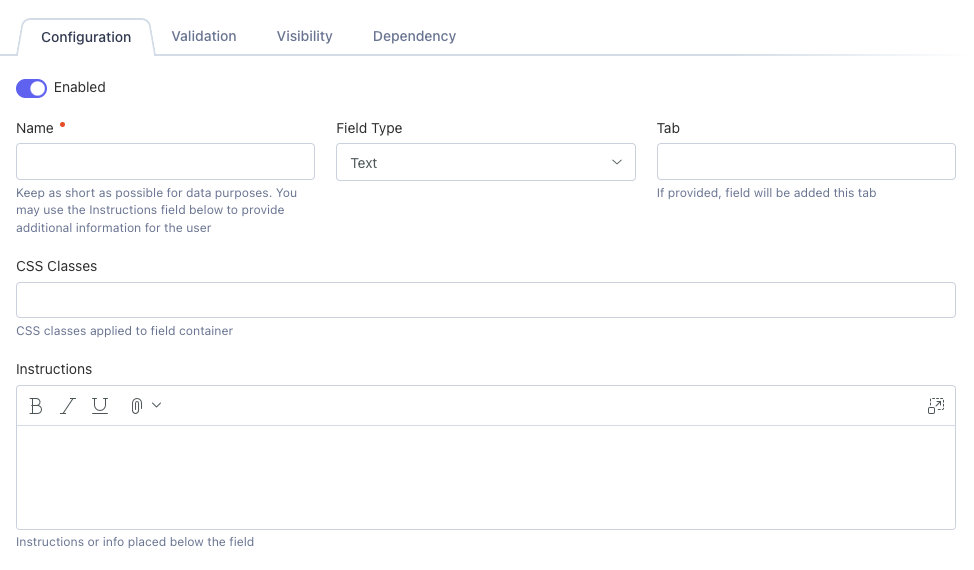 Configuration Validation Visibility Dependency
Enabled
Name Field Type Tab
Text
Keep as short as possible for data purposes. You If provided, field will be added this tab
may use the Instructions field below to provide
additional information for the user
CSS Classes
CSS classes applied to field container
Instructions
B I U
Instructions or info placed below the field